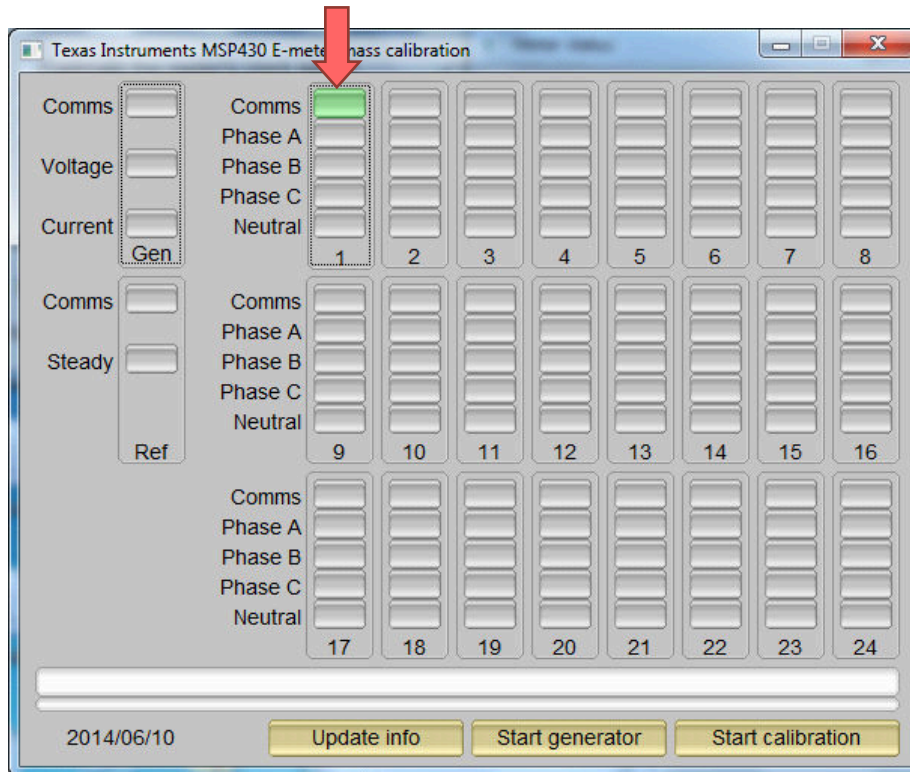 Texas Instruments MSP430 E-mete mass calibration
Comms Comms
Phase A
Voltage Phase B
Phase C
Current Neutral
Gen 1 2 3 4 5 6 7 8
Comms Comms
Phase A
Steady Phase B
Phase C
Neutral
Ref 9 10 11 12 13 14 15 16
Comms
Phase A
Phase B
Phase C
Neutral
17 18 19 20 21 22 23 24
2014/06/10 Update info Start generator Start calibration